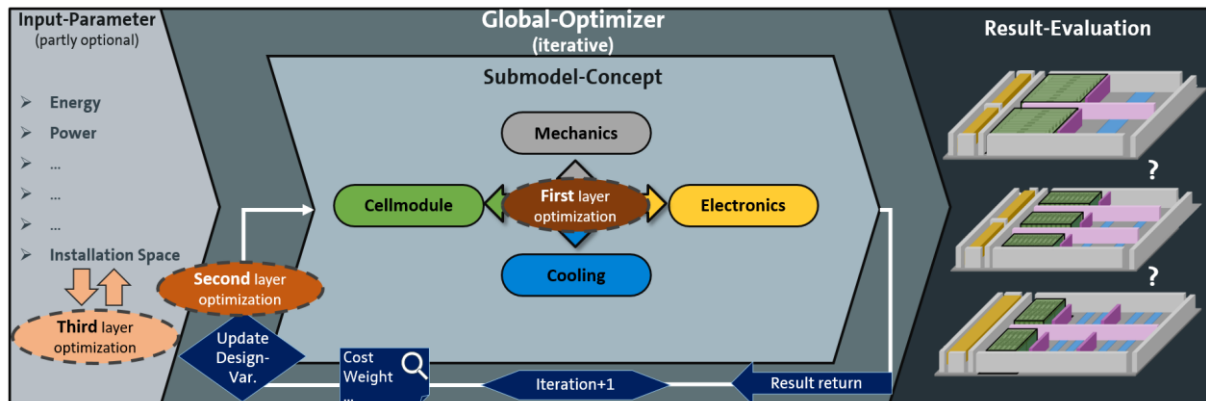 Input-Parameter
(partly optional)
➢ Energy
➢ Power
➢ ...
➢ ...
➢ ...
➢ Installation Space
Third layer
optimization
Global-Optimizer
(iterative)
Submodel-Concept
Mechanics
Cellmodule
First layer
optimization
Electronics
Cooling
Second layer
optimization
Update
Design-
Var.
Cost
Weight
...
Iteration+1
Result return
Result-Evaluation
?
?